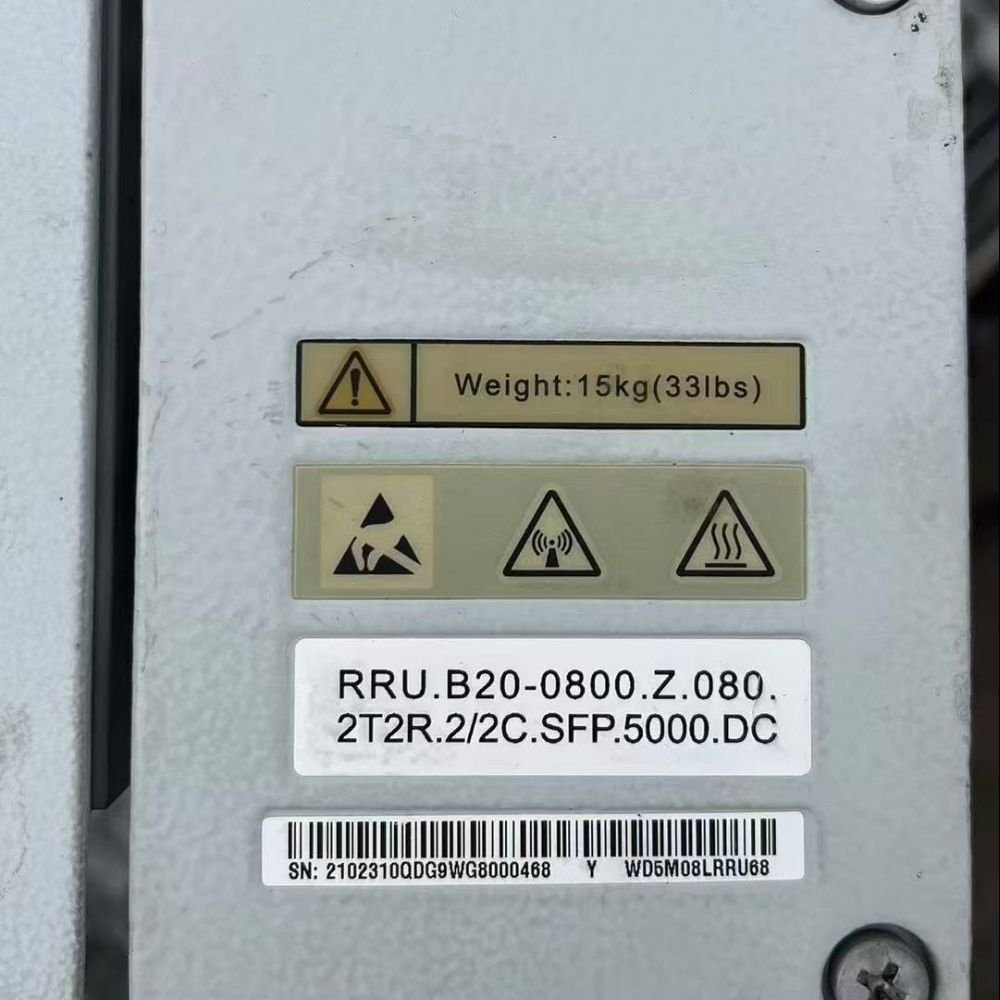 Weight:15kg(33lbs)
RRU.B20-0800.Z.080.
2T2R.2/2C.SFP.5000.DC
SN: 2102310QDG9WG8000468 Y WD5M08LRRU68